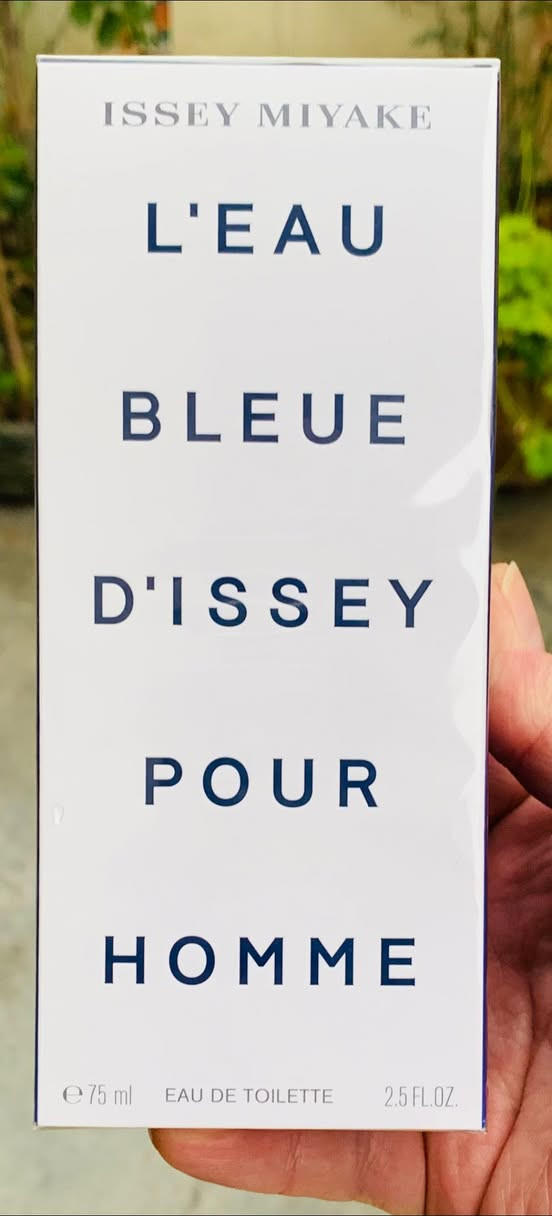 ISSEY MIYAKE
L'EAU
BLEUE
D'ISSEY
POUR
HOMME
℮ 75 ml EAU DE TOILETTE 2.5 FL.OZ.